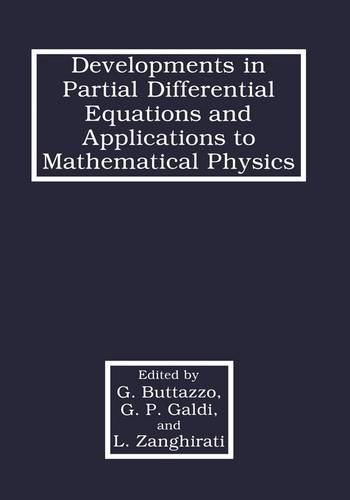 Developments in
Partial Differential
Equations and
Applications to
Mathematical Physics
Edited by
G. Buttazzo,
G. P. Galdi,
and
L. Zanghirati